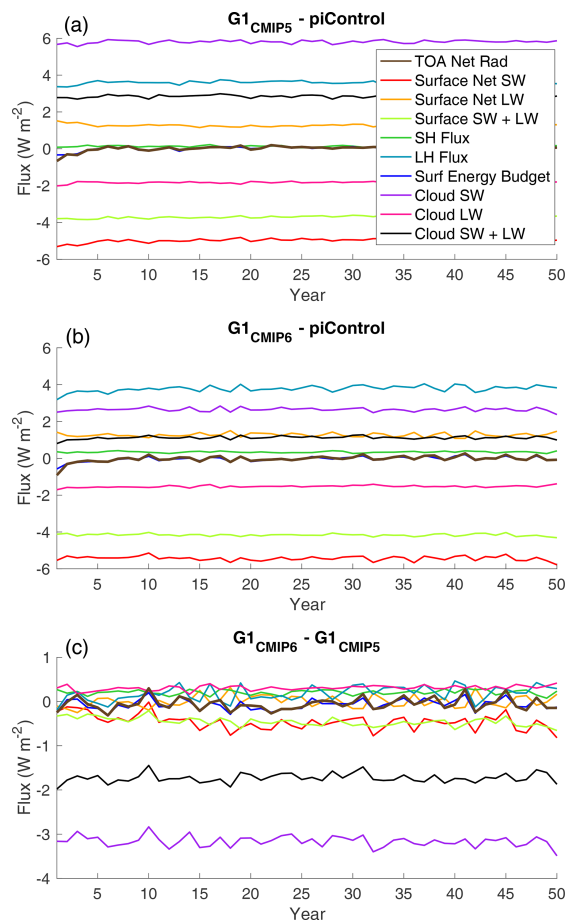 (a)
G1CMIP5 - piControl
6
4
2
0
-2
-4
-6
Flux (W m-2)
TOA Net Rad
Surface Net SW
Surface Net LW
Surface SW + LW
SH Flux
LH Flux
Surf Energy Budget
Cloud SW
Cloud LW
Cloud SW + LW
5 10 15 20 25 30 35 40 45 50
Year
(b)
G1CMIP6 - piControl
6
4
2
0
-2
-4
-6
Flux (W m-2)
5 10 15 20 25 30 35 40 45 50
Year
G1CMIP6 - G1CMIP5
(c)
1
0
-1
-2
-3
-4
Flux (W m-2)
5 10 15 20 25 30 35 40 45 50
Year